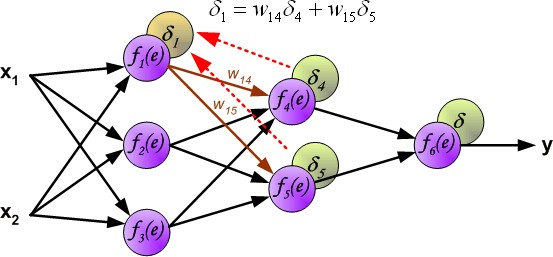 δ₁ = w₁₄δ₄ + w₁₅δ₅
δ₁
f₁(e)
x₁
w₁₄
δ₄
f₄(e)
w₁₅
δ
f₂(e)
f₆(e)
y
δ₅
f₅(e)
x₂
f₃(e)